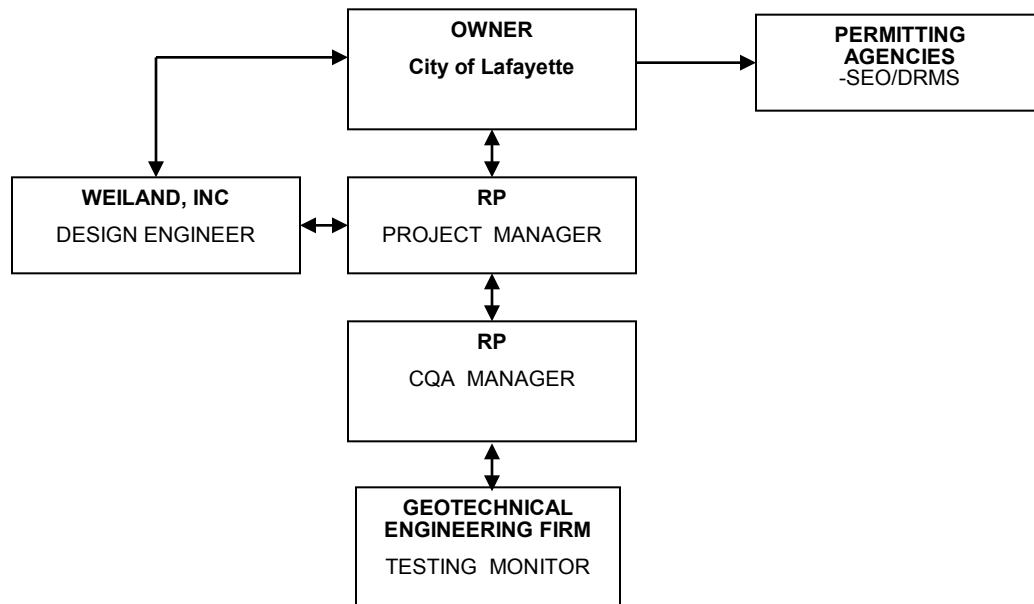 OWNER
City of Lafayette
PERMITTING
AGENCIES
-SEO/DRMS
WEILAND, INC
DESIGN ENGINEER
RP
PROJECT MANAGER
RP
CQA MANAGER
GEOTECHNICAL
ENGINEERING FIRM
TESTING MONITOR